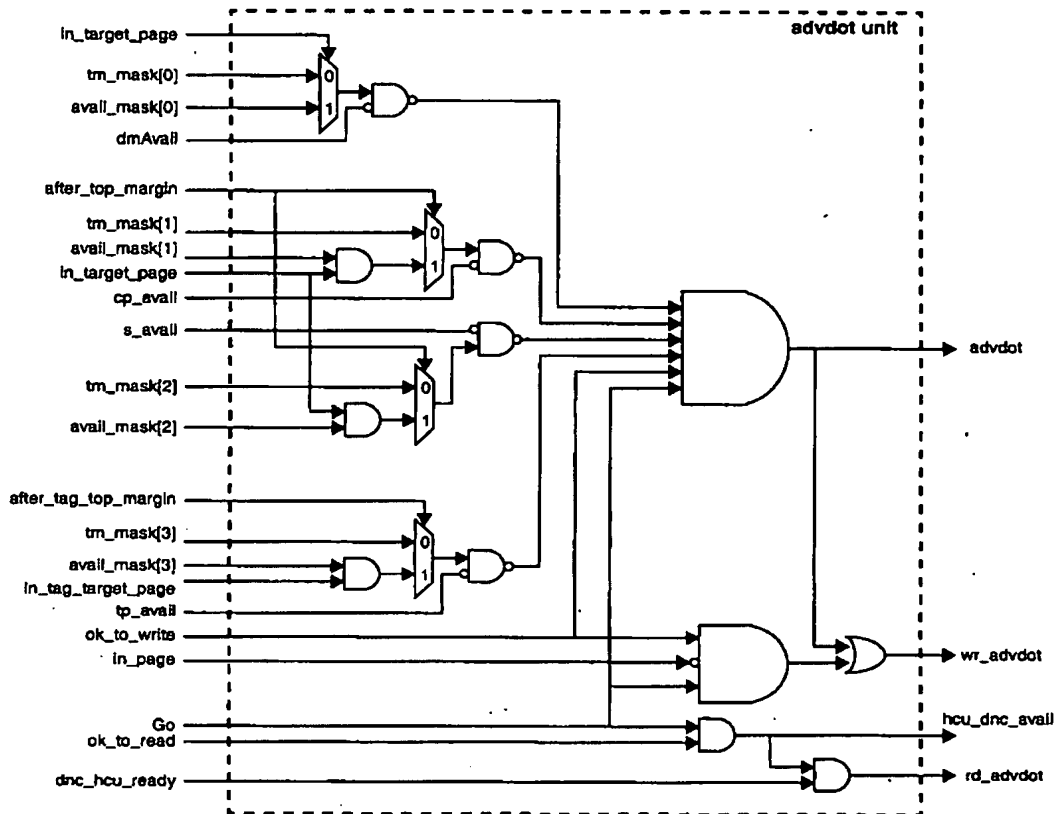 advdot unit
in_target_page
tm_mask[0]
0
avail_mask[0]
1
dmAvail
after_top_margin
tm_mask[1]
0
avail_mask[1]
in_target_page
1
cp_avail
s_avail
advdot
tm_mask[2]
0
avail_mask[2]
1
after_tag_top_margin
tm_mask[3]
0
avail_mask[3]
1
in_tag_target_page
tp_avail
ok_to_write
in_page
wr_advdot
Go
hcu_dnc_avail
ok_to_read
dnc_hcu_ready
rd_advdot